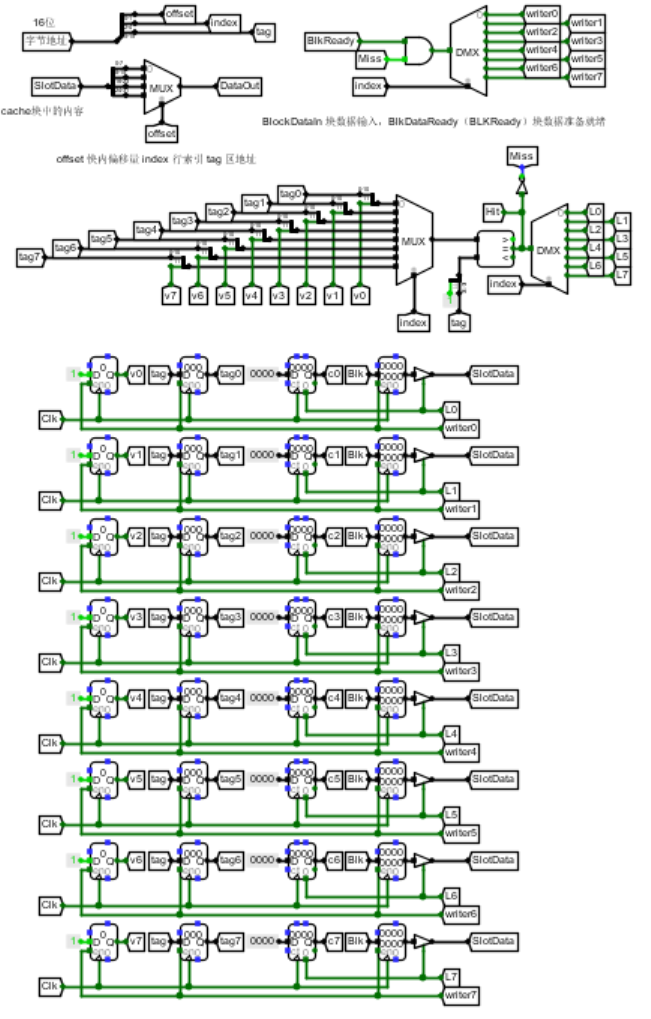 16位
字节地址
offset
index
tag
SlotData
MUX
DataOut
offset
cache块中的内容
BlkReady
Miss
index
DMX
writer0
writer1
writer2
writer3
writer4
writer5
writer6
writer7
BlockDataIn 块数据输入，BlkDataReady（BLKReady）块数据准备就绪
offset 快内偏移量 index 行索引 tag 区地址
tag0
tag1
tag2
tag3
tag4
tag5
tag6
tag7
v7 v6 v5 v4 v3 v2 v1 v0
MUX
index
tag
Miss
Hit
index
DMX
L0
L1
L2
L3
L4
L5
L6
L7
1 v0 tag tag0 0000 c0 Blk SlotData
L0
Clk
writer0
1 v1 tag tag1 0000 c1 Blk SlotData
L1
Clk
writer1
1 v2 tag tag2 0000 c2 Blk SlotData
L2
Clk
writer2
1 v3 tag tag3 0000 c3 Blk SlotData
L3
Clk
writer3
1 v4 tag tag4 0000 c4 Blk SlotData
L4
Clk
writer4
1 v5 tag tag5 0000 c5 Blk SlotData
L5
Clk
writer5
1 v6 tag tag6 0000 c6 Blk SlotData
L6
Clk
writer6
1 v7 tag tag7 0000 c7 Blk SlotData
L7
Clk
writer7